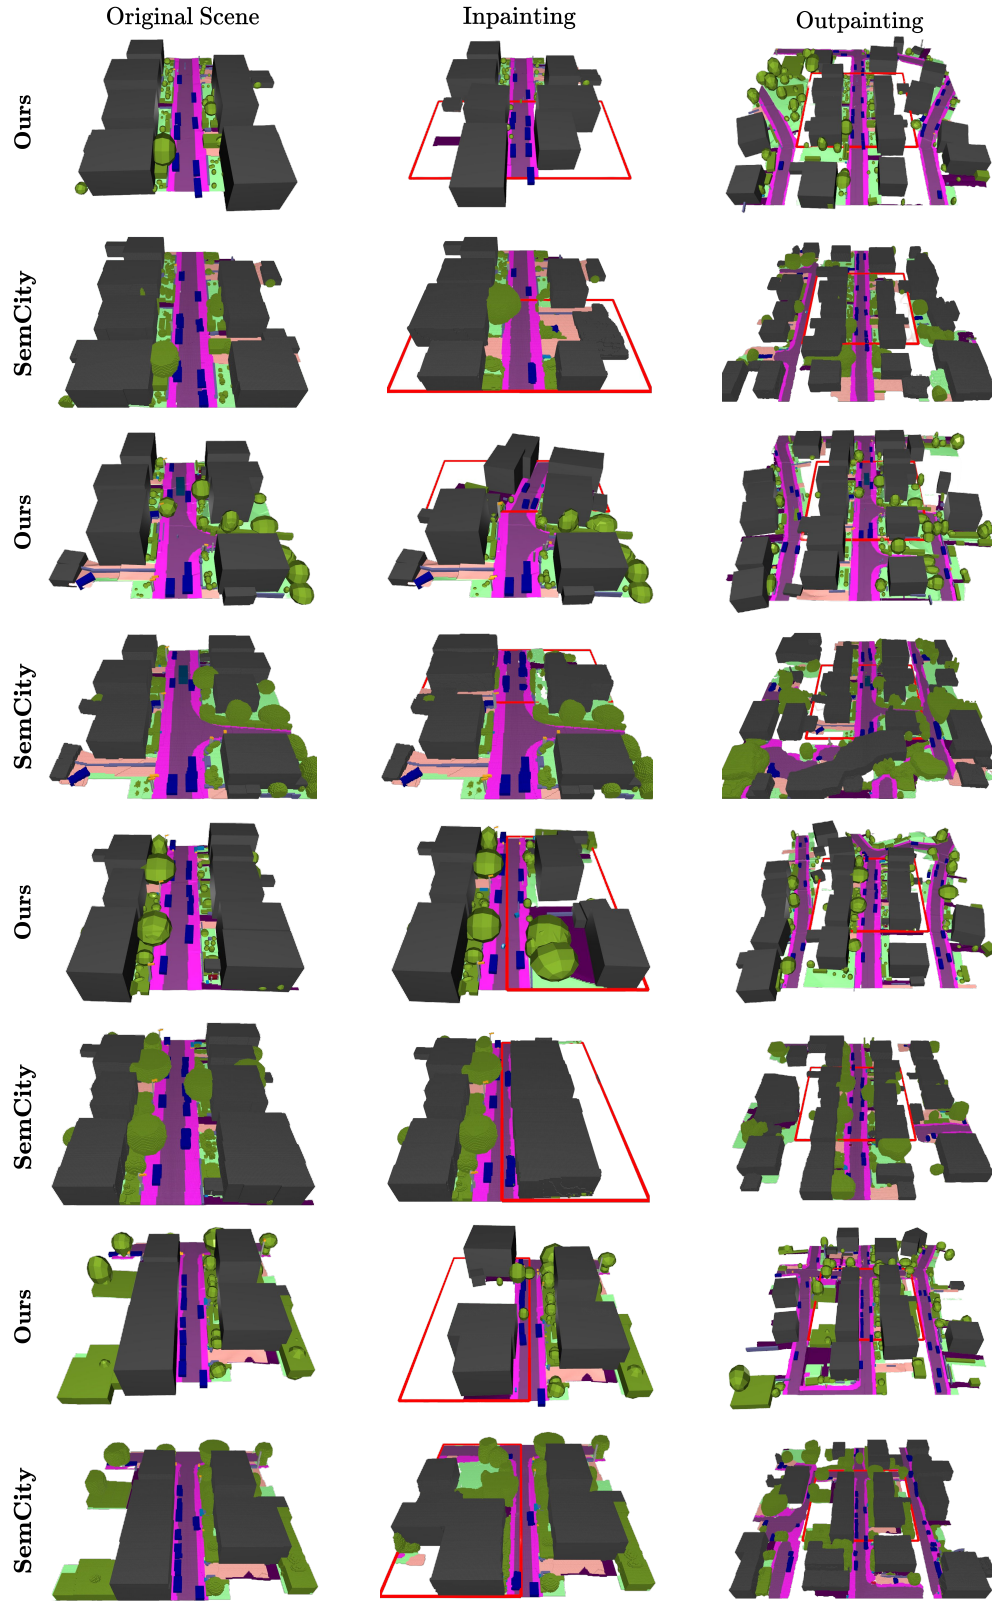 Original Scene
Inpainting
Outpainting
Ours
SemCity
Ours
SemCity
Ours
SemCity
Ours
SemCity